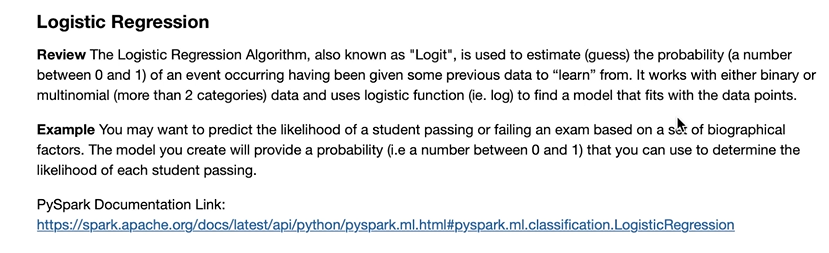 Logistic Regression
Review The Logistic Regression Algorithm, also known as "Logit", is used to estimate (guess) the probability (a number
between 0 and 1) of an event occurring having been given some previous data to “learn” from. It works with either binary or
multinomial (more than 2 categories) data and uses logistic function (ie. log) to find a model that fits with the data points.
Example You may want to predict the likelihood of a student passing or failing an exam based on a set of biographical
factors. The model you create will provide a probability (i.e a number between 0 and 1) that you can use to determine the
likelihood of each student passing.
PySpark Documentation Link:
https://spark.apache.org/docs/latest/api/python/pyspark.ml.html#pyspark.ml.classification.LogisticRegression